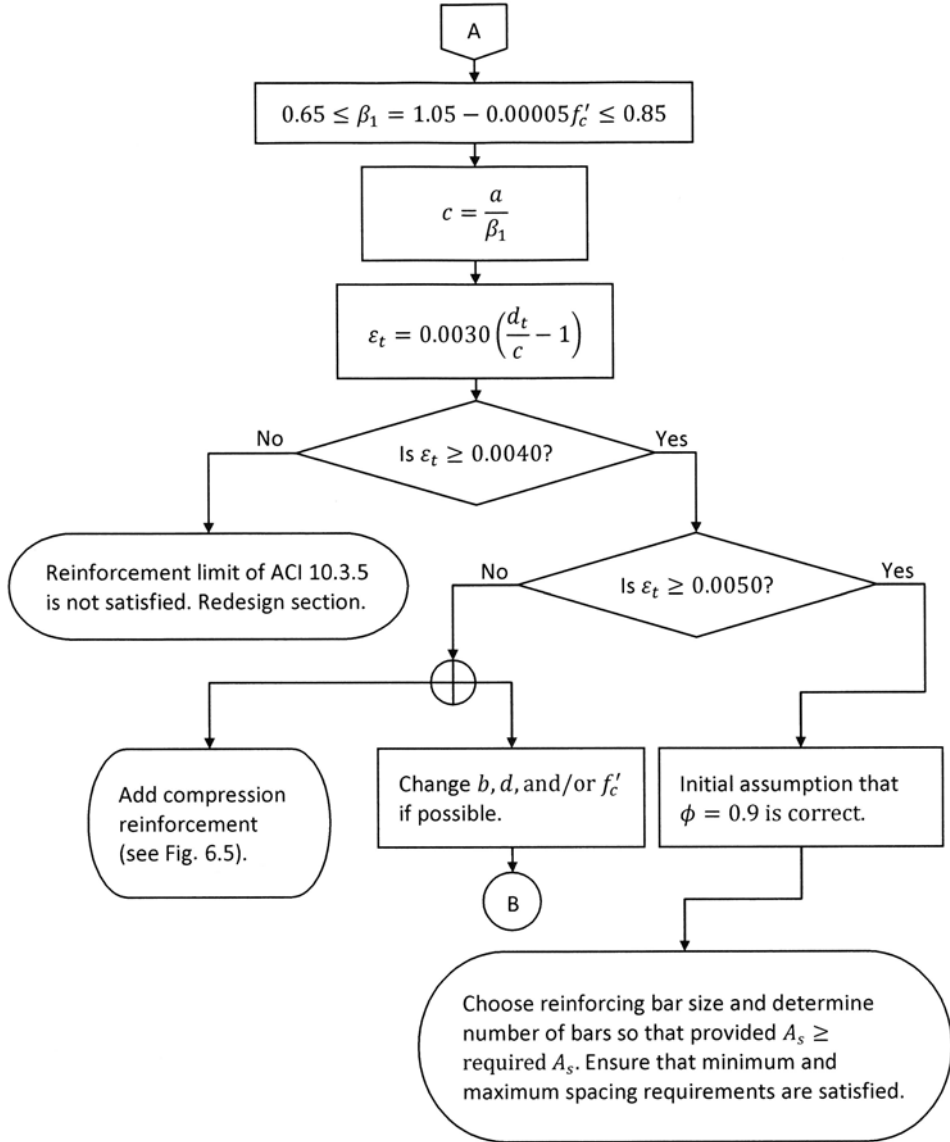 A
0.65 ≤ β₁ = 1.05 − 0.00005f′c ≤ 0.85
c = a/β₁
εₜ = 0.0030 (dₜ/c − 1)
No
Is εₜ ≥ 0.0040?
Yes
Reinforcement limit of ACI 10.3.5
is not satisfied. Redesign section.
No
Is εₜ ≥ 0.0050?
Yes
Add compression
reinforcement
(see Fig. 6.5).
Change b, d, and/or f′c
if possible.
Initial assumption that
ϕ = 0.9 is correct.
B
Choose reinforcing bar size and determine
number of bars so that provided Aₛ ≥
required Aₛ. Ensure that minimum and
maximum spacing requirements are satisfied.